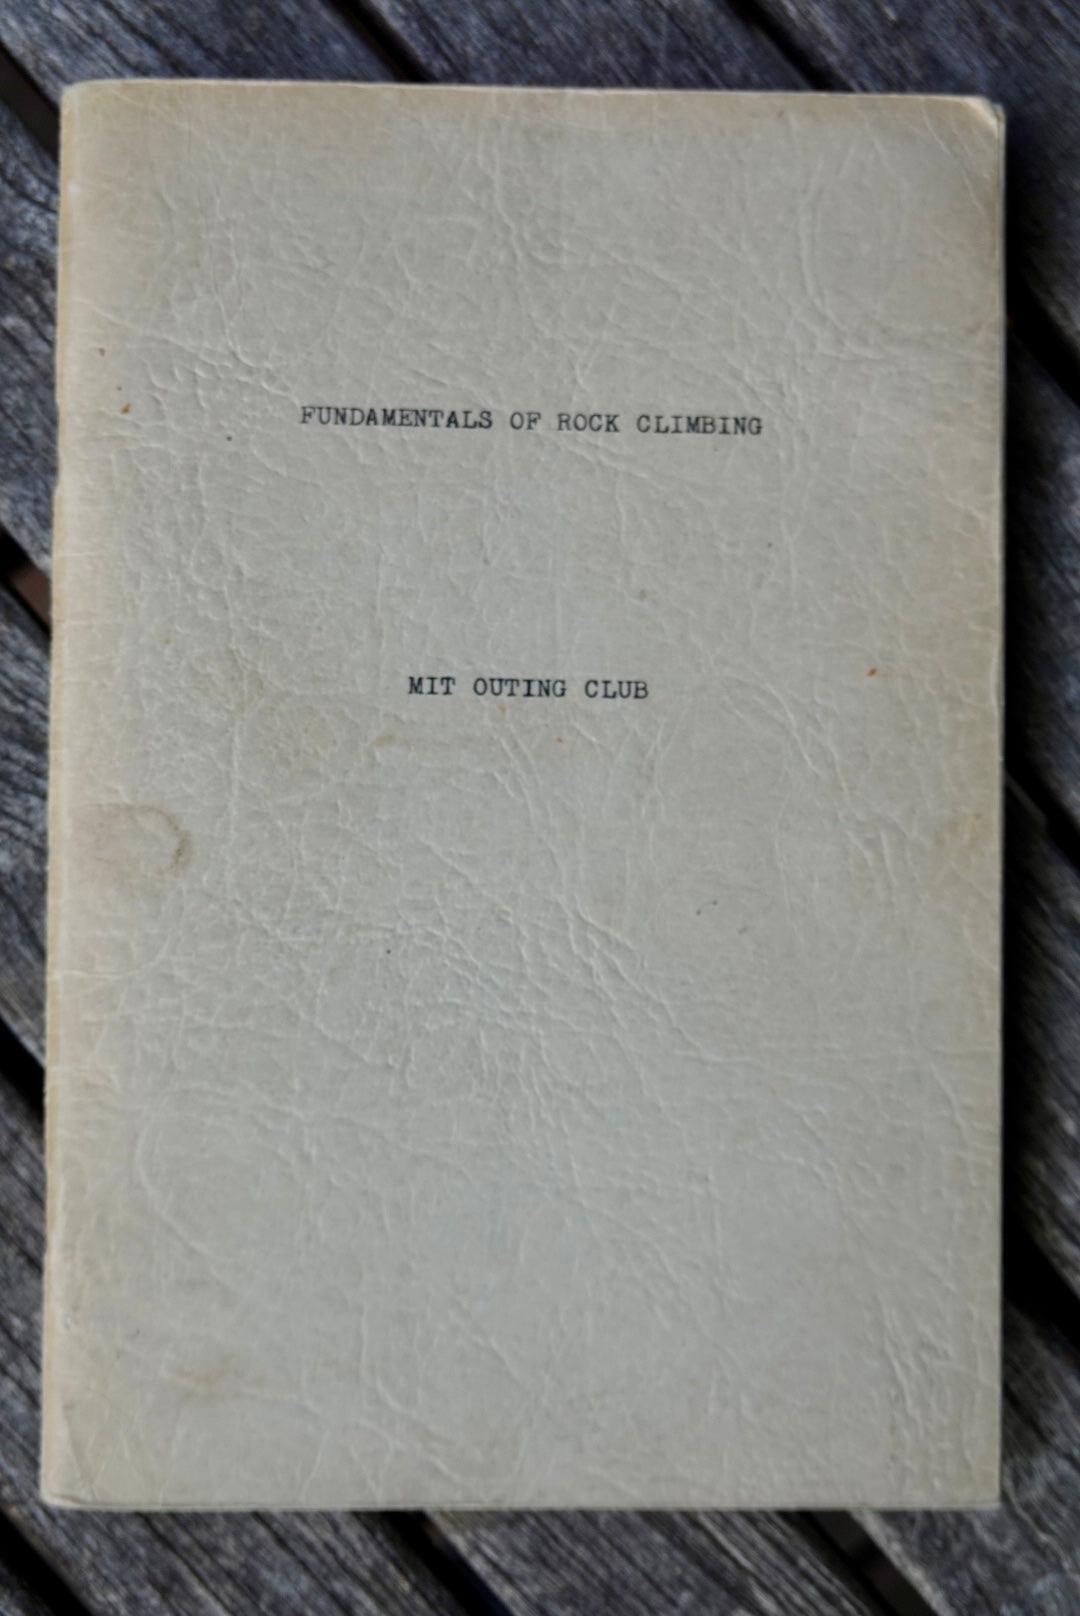 FUNDAMENTALS OF ROCK CLIMBING
MIT OUTING CLUB